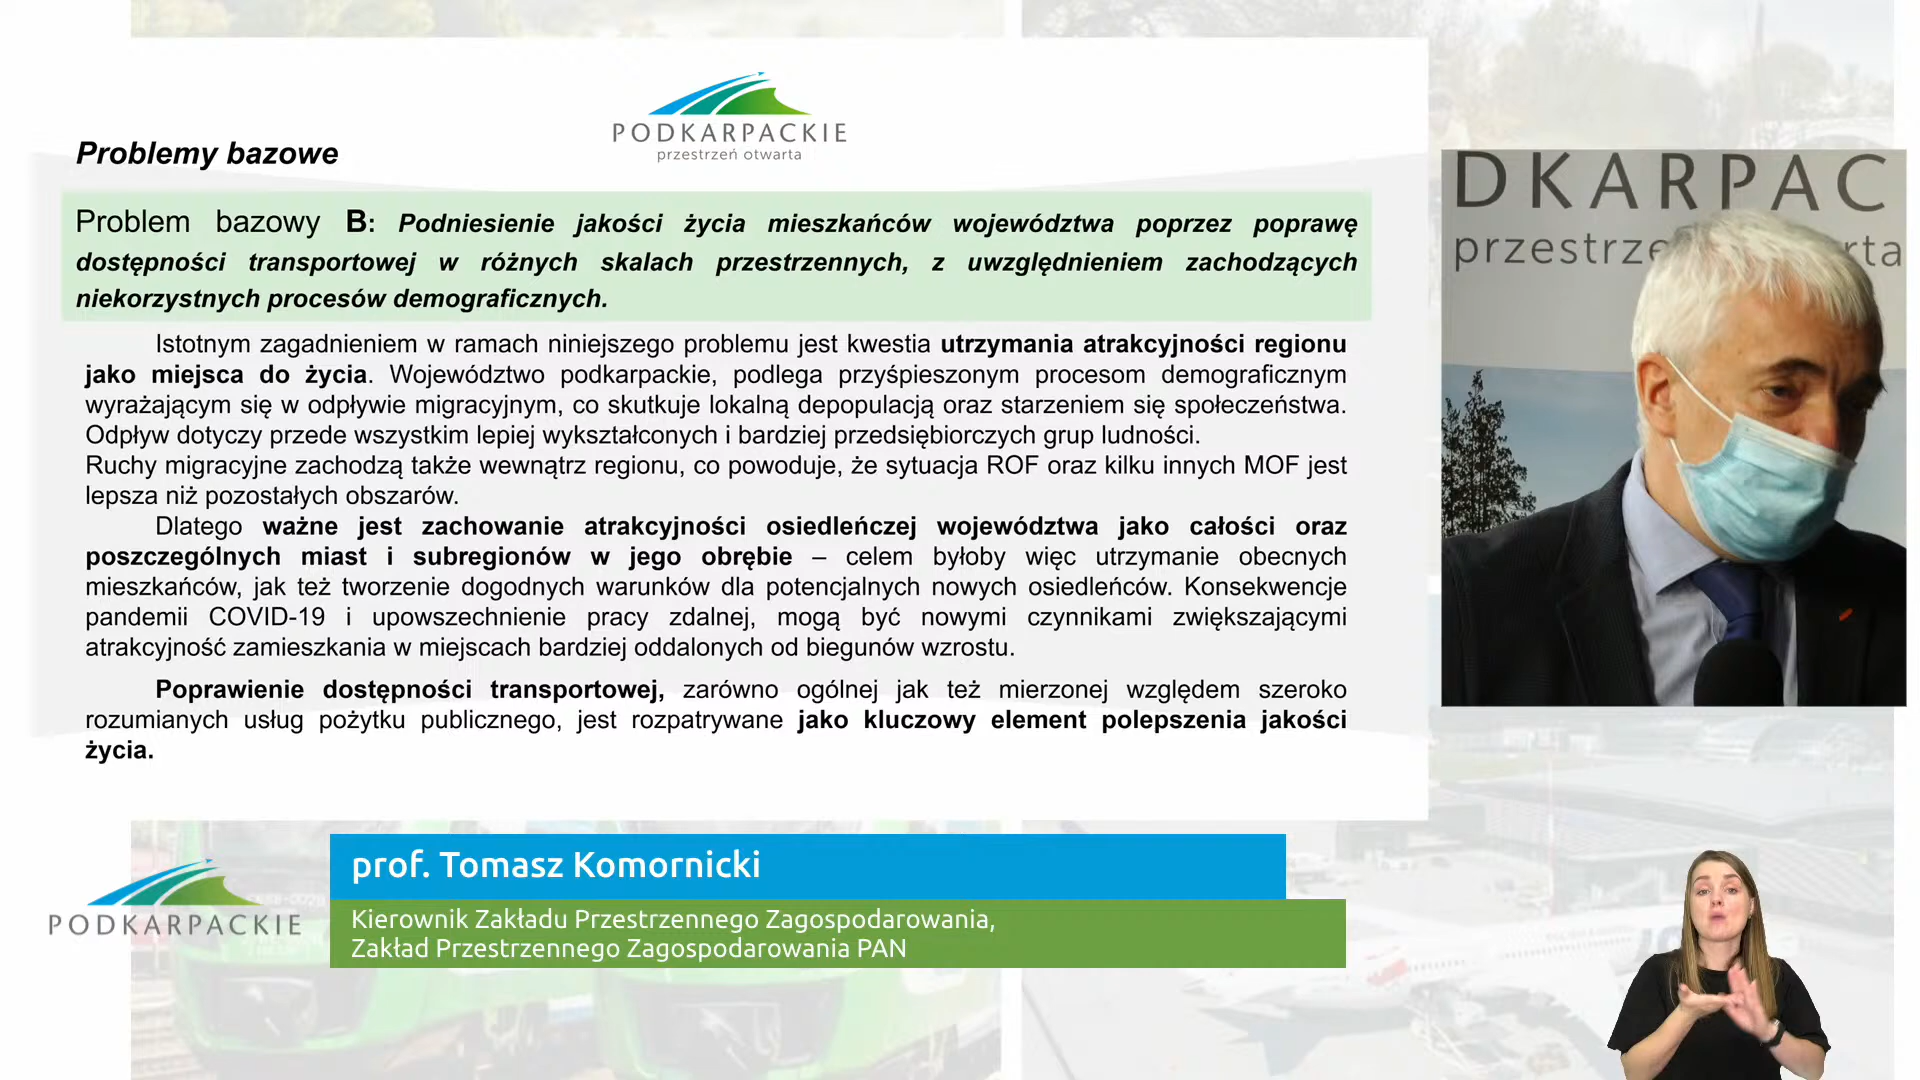 PODKARPACKIE
przestrzeń otwarta
Problemy bazowe
Problem bazowy B: Podniesienie jakości życia mieszkańców województwa poprzez poprawę
dostępności transportowej w różnych skalach przestrzennych, z uwzględnieniem zachodzących
niekorzystnych procesów demograficznych.
Istotnym zagadnieniem w ramach niniejszego problemu jest kwestia utrzymania atrakcyjności regionu
jako miejsca do życia. Województwo podkarpackie, podlega przyśpieszonym procesom demograficznym
wyrażającym się w odpływie migracyjnym, co skutkuje lokalną depopulacją oraz starzeniem się społeczeństwa.
Odpływ dotyczy przede wszystkim lepiej wykształconych i bardziej przedsiębiorczych grup ludności.
Ruchy migracyjne zachodzą także wewnątrz regionu, co powoduje, że sytuacja ROF oraz kilku innych MOF jest
lepsza niż pozostałych obszarów.
Dlatego ważne jest zachowanie atrakcyjności osiedleńczej województwa jako całości oraz
poszczególnych miast i subregionów w jego obrębie – celem byłoby więc utrzymanie obecnych
mieszkańców, jak też tworzenie dogodnych warunków dla potencjalnych nowych osiedleńców. Konsekwencje
pandemii COVID-19 i upowszechnienie pracy zdalnej, mogą być nowymi czynnikami zwiększającymi
atrakcyjność zamieszkania w miejscach bardziej oddalonych od biegunów wzrostu.
Poprawienie dostępności transportowej, zarówno ogólnej jak też mierzonej względem szeroko
rozumianych usług pożytku publicznego, jest rozpatrywane jako kluczowy element polepszenia jakości
życia.
DKARPAC
przestrze rta
prof. Tomasz Komornicki
Kierownik Zakładu Przestrzennego Zagospodarowania,
Zakład Przestrzennego Zagospodarowania PAN
PODKARPACKIE